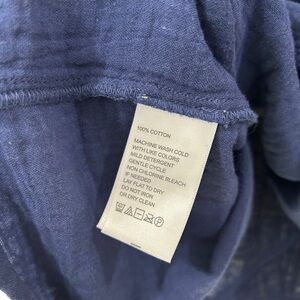 100% COTTON
MACHINE WASH COLD
WITH LIKE COLORS
MILD DETERGENT
GENTLE CYCLE
NON CHLORINE BLEACH
IF NEEDED
LAY FLAT TO DRY
DO NOT IRON
OR,DRY CLEAN